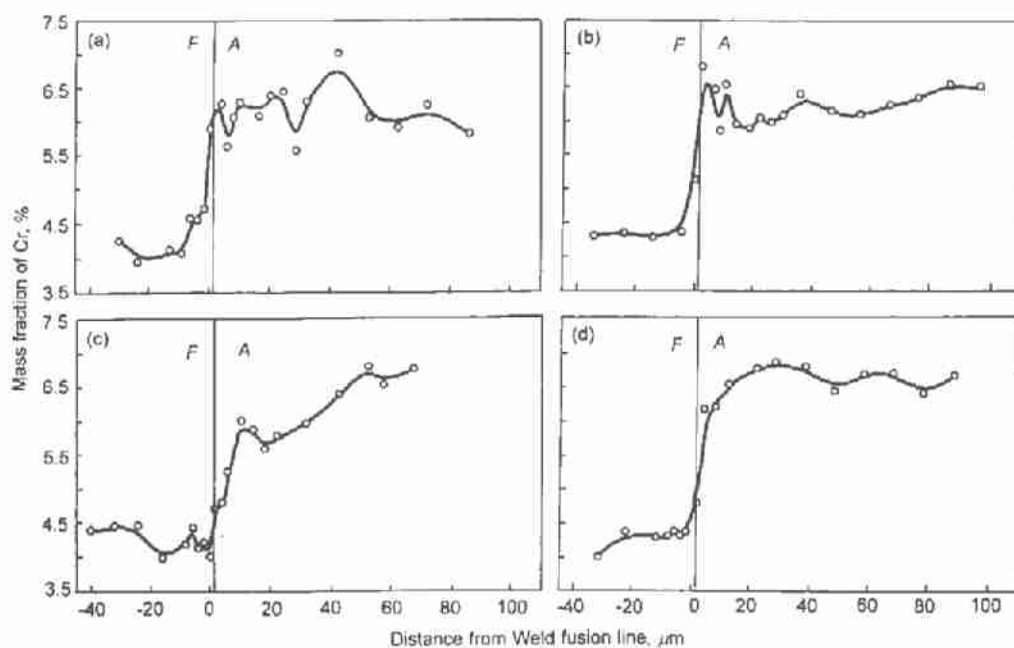 7.5
(a)
F
A
(b)
F
A
6.5
5.5
4.5
3.5
7.5
(c)
F
A
(d)
F
A
6.5
5.5
4.5
3.5
-40 -20 0 20 40 60 80 100
-40 -20 0 20 40 60 80 100
Mass fraction of Cr, %
Distance from Weld fusion line, μm